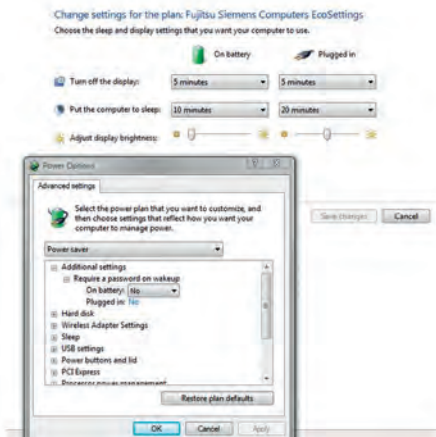 Change settings for the plan: Fujitsu Siemens Computers EcoSettings
Choose the sleep and display settings that you want your computer to use.
On battery Plugged in
Turn off the display: 5 minutes 5 minutes
Put the computer to sleep: 10 minutes 20 minutes
Adjust display brightness:
Power Options
Advanced settings
Select the power plan that you want to customize, and
then choose settings that reflect how you want your
computer to manage power.
Save changes Cancel
Power saver
Additional settings
Require a password on wakeup
On battery: No
Plugged in: No
Hard disk
Wireless Adapter Settings
Sleep
USB settings
Power buttons and lid
PCI Express
Processor power management
Restore plan defaults
OK Cancel Apply